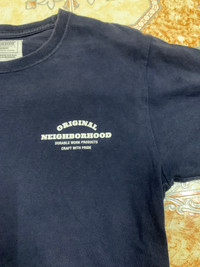 ORIGINAL
NEIGHBORHOOD
DURABLE WORK PRODUCTS
CRAFT WITH PRIDE